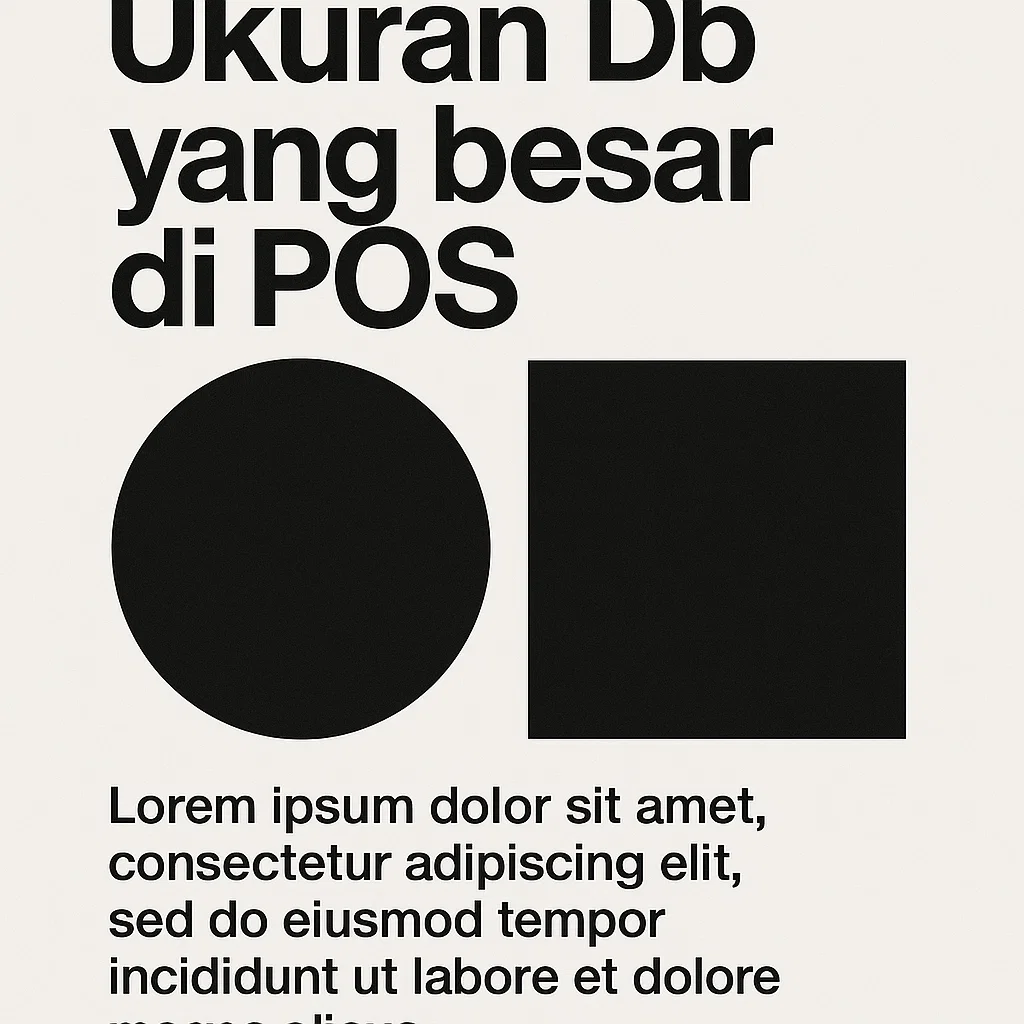 Ukuran Db
yang besar
di POS
Lorem ipsum dolor sit amet,
consectetur adipiscing elit,
sed do eiusmod tempor
incididunt ut labore et dolore